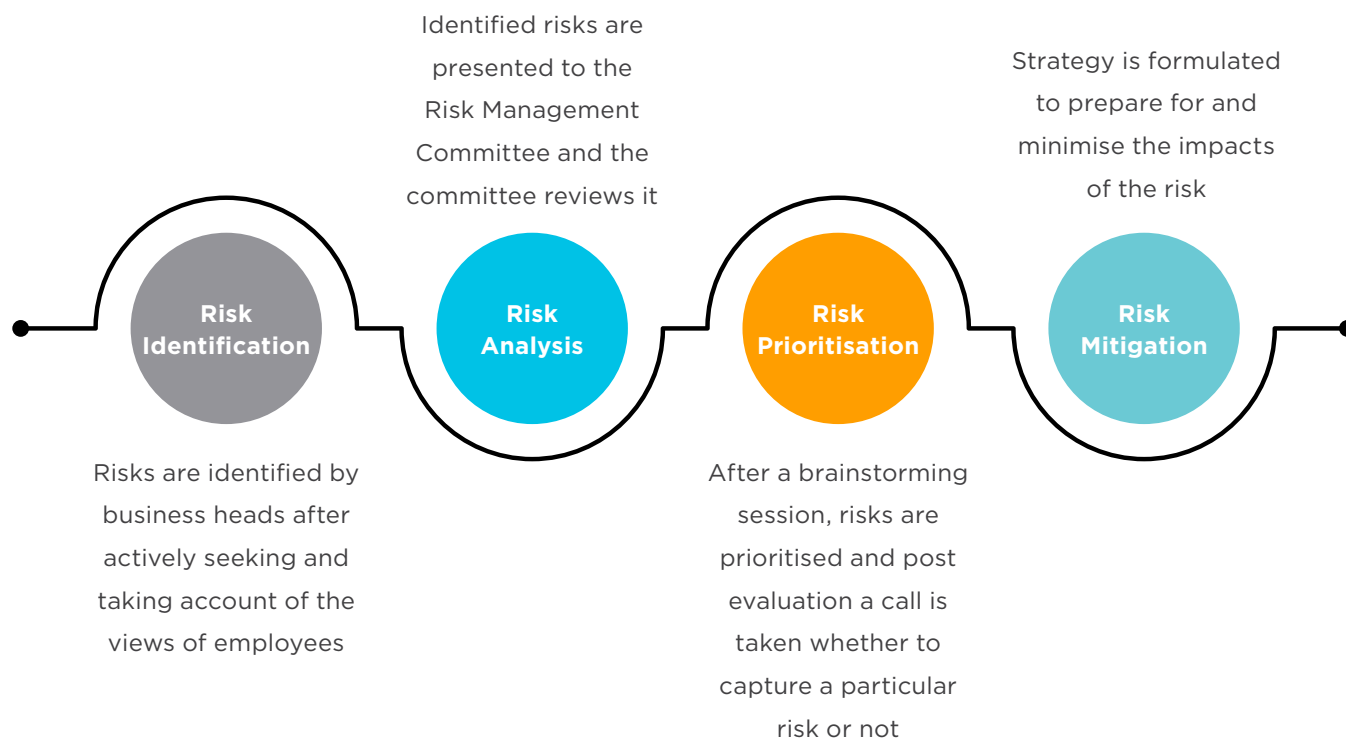 Risk
Identification
Risks are identified by
business heads after
actively seeking and
taking account of the
views of employees
Identified risks are
presented to the
Risk Management
Committee and the
committee reviews it
Risk
Analysis
Risk
Prioritisation
After a brainstorming
session, risks are
prioritised and post
evaluation a call is
taken whether to
capture a particular
risk or not
Strategy is formulated
to prepare for and
minimise the impacts
of the risk
Risk
Mitigation